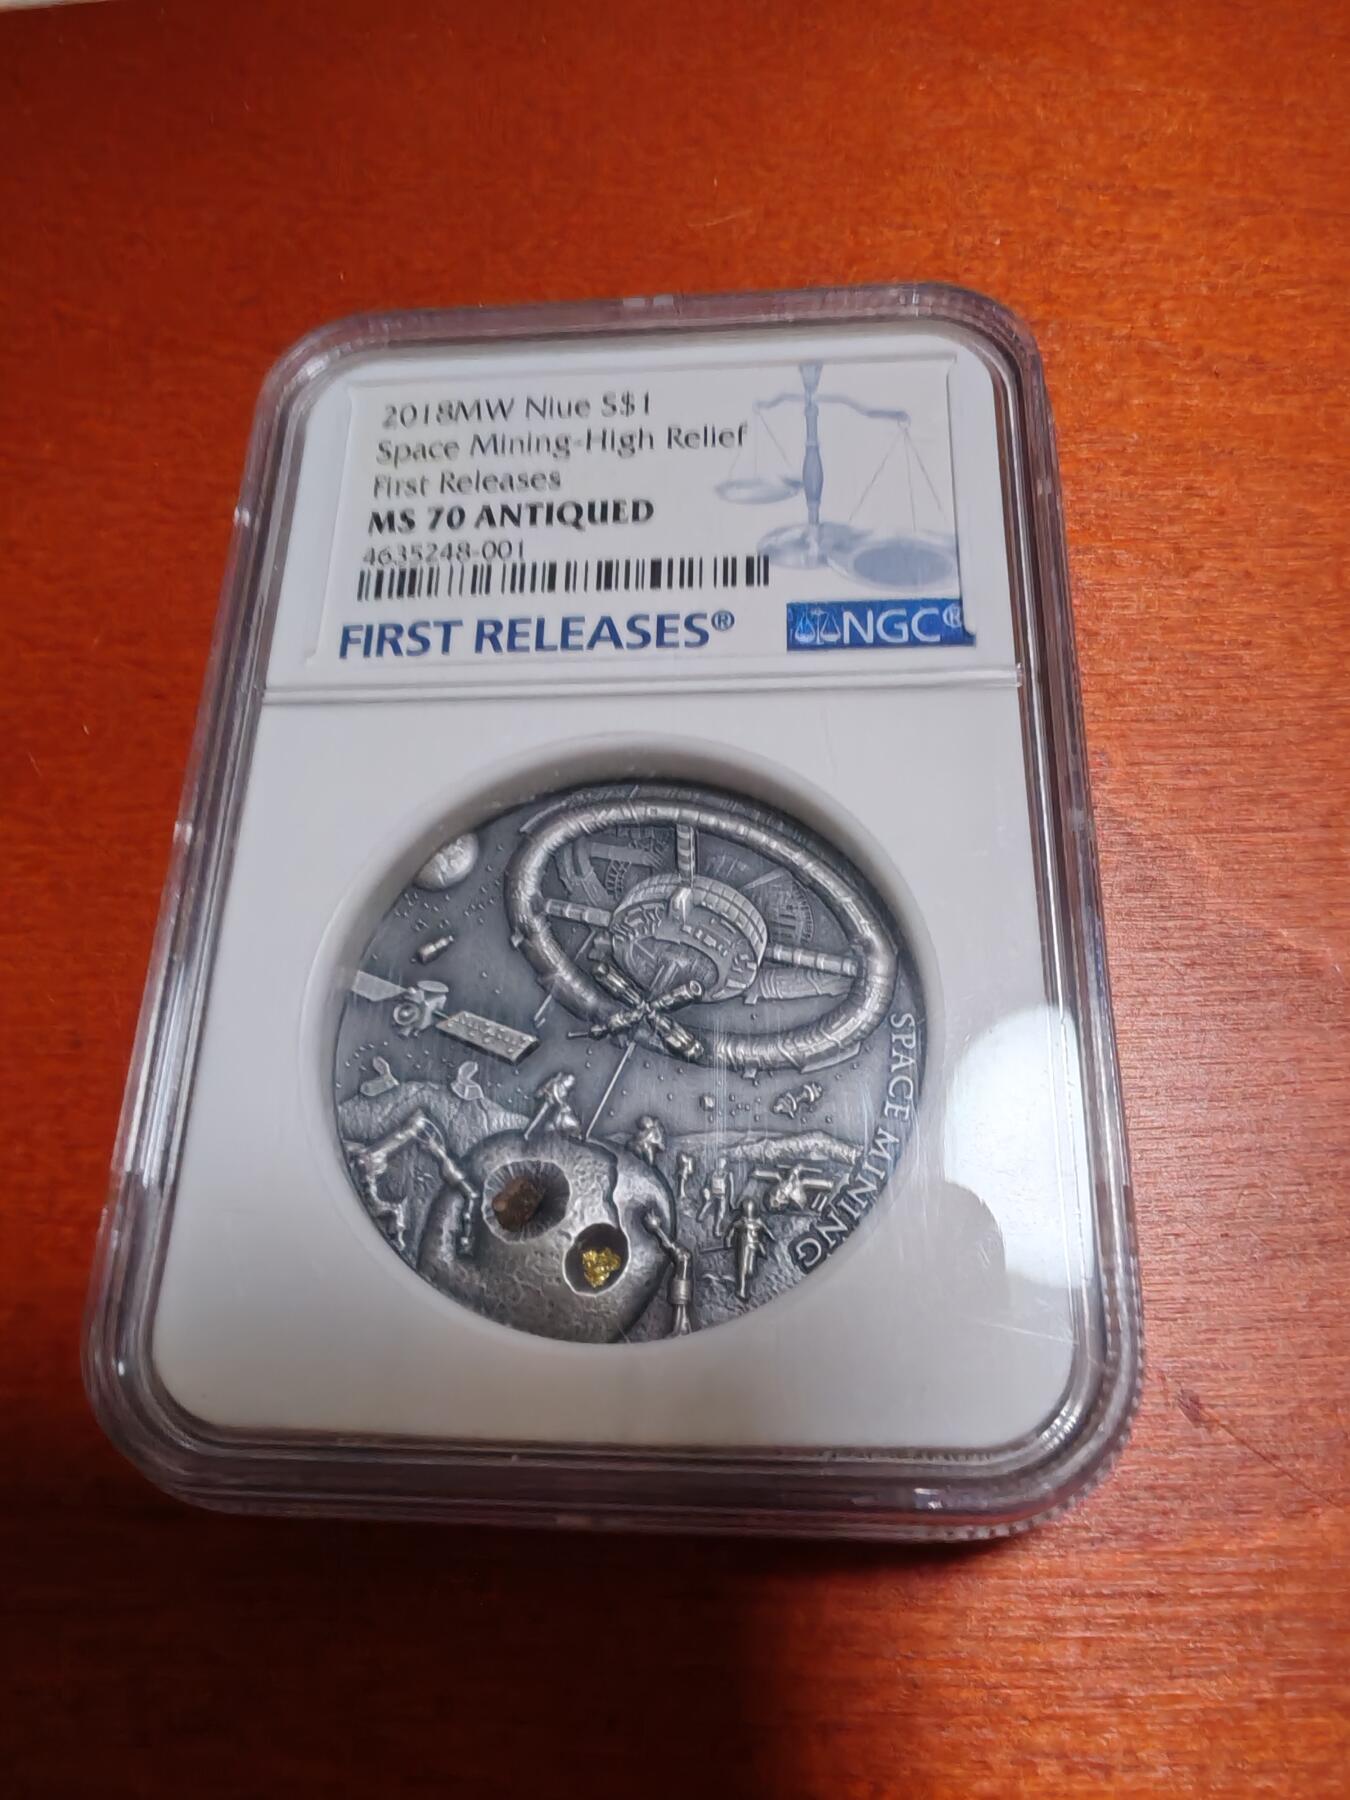 2018MW Niue S$1
Space Mining-High Relief
First Releases
MS 70 ANTIQUED
4635248-001
FIRST RELEASES®
NGC®
SPACE MINING